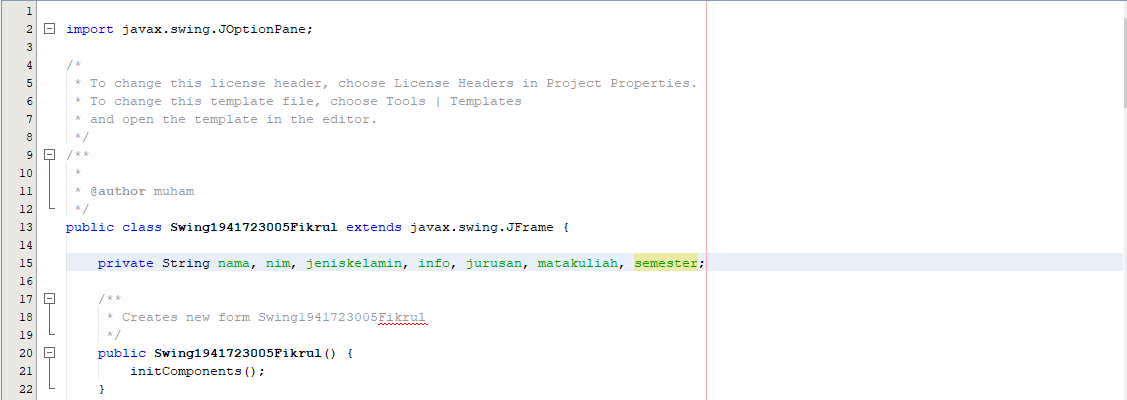 1
2 import javax.swing.JOptionPane;
3
4 /*
5 * To change this license header, choose License Headers in Project Properties.
6 * To change this template file, choose Tools | Templates
7 * and open the template in the editor.
8 */
9 /**
10 *
11 * @author muham
12 */
13 public class Swing1941723005Fikrul extends javax.swing.JFrame {
14
15 private String nama, nim, jeniskelamin, info, jurusan, matakuliah, semester;
16
17 /**
18 * Creates new form Swing1941723005Fikrul
19 */
20 public Swing1941723005Fikrul() {
21 initComponents();
22 }